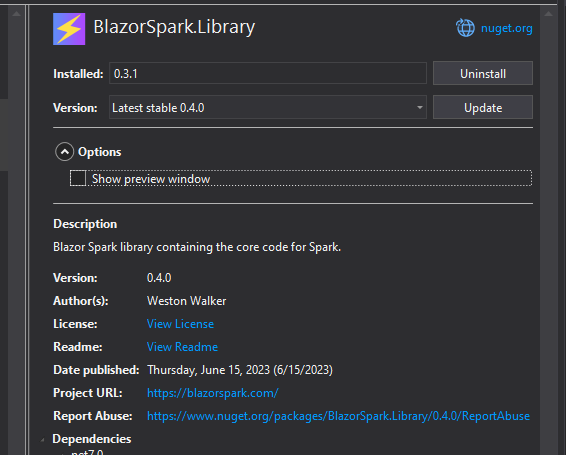 BlazorSpark.Library
nuget.org
Installed: 0.3.1 Uninstall
Version: Latest stable 0.4.0 Update
Options
Show preview window
Description
Blazor Spark library containing the core code for Spark.
Version: 0.4.0
Author(s): Weston Walker
License: View License
Readme: View Readme
Date published: Thursday, June 15, 2023 (6/15/2023)
Project URL: https://blazorspark.com/
Report Abuse: https://www.nuget.org/packages/BlazorSpark.Library/0.4.0/ReportAbuse
Dependencies
net7.0